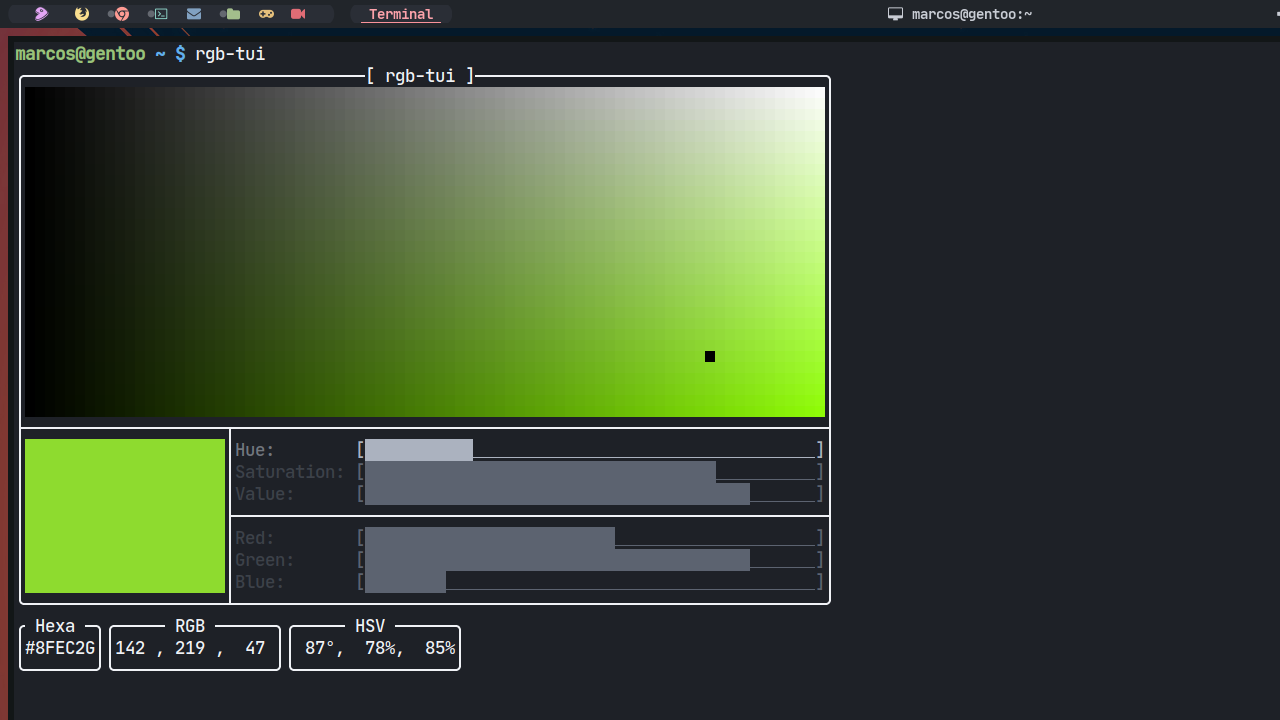 Terminal
marcos@gentoo:~
marcos@gentoo ~ $ rgb-tui
[ rgb-tui ]
Hue: [ ]
Saturation: [ ]
Value: [ ]
Red: [ ]
Green: [ ]
Blue: [ ]
Hexa RGB HSV
#8FEC2G 142 , 219 , 47 87°, 78%, 85%